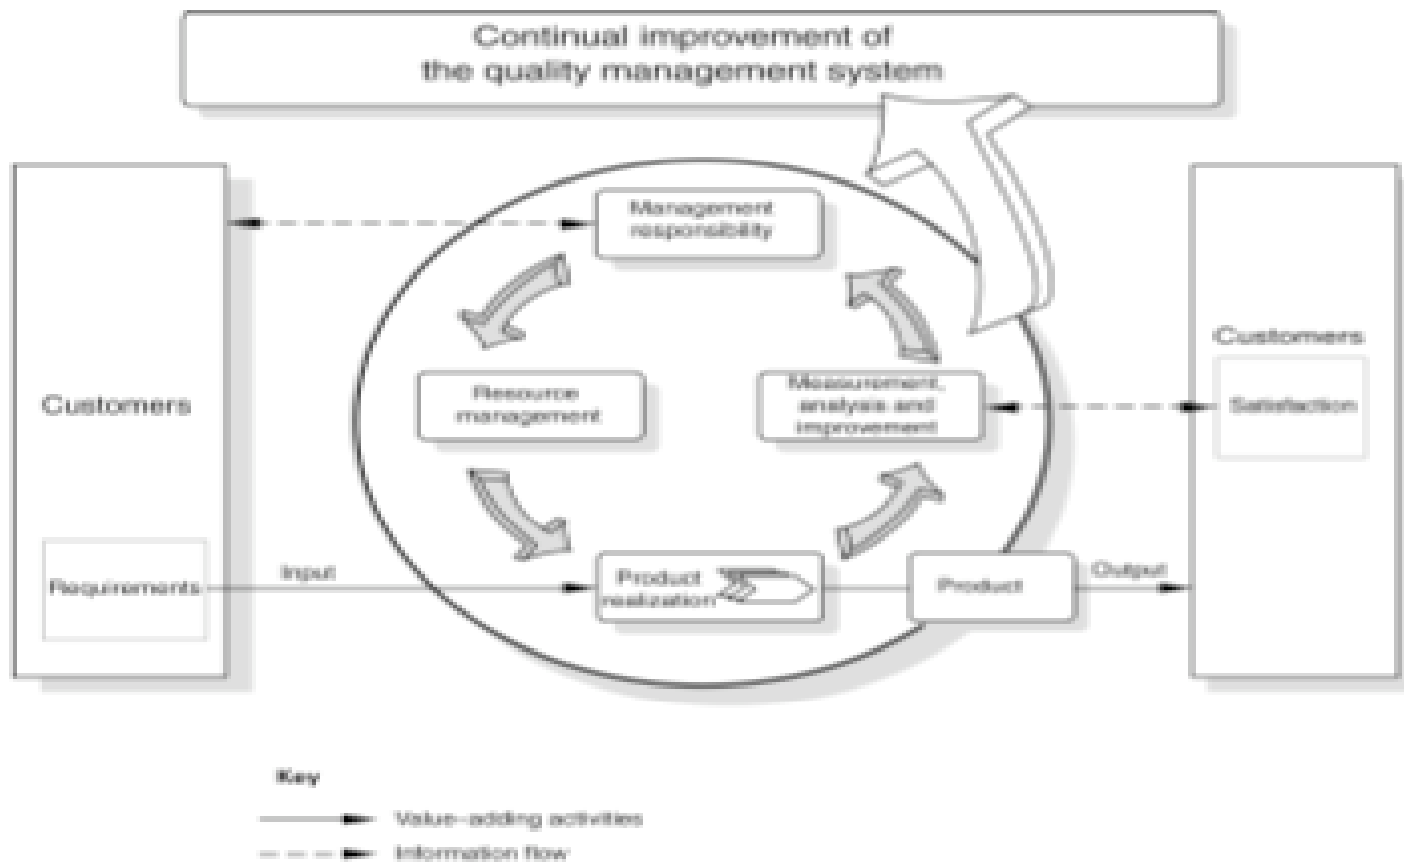 Continual improvement of
the quality management system
Management
responsibility
Customers
Resource
management
Measurement,
analysis and
improvement
Customers
Satisfaction
Requirements
Input
Product
realization
Product
Output
Key
Value-adding activities
Information flow